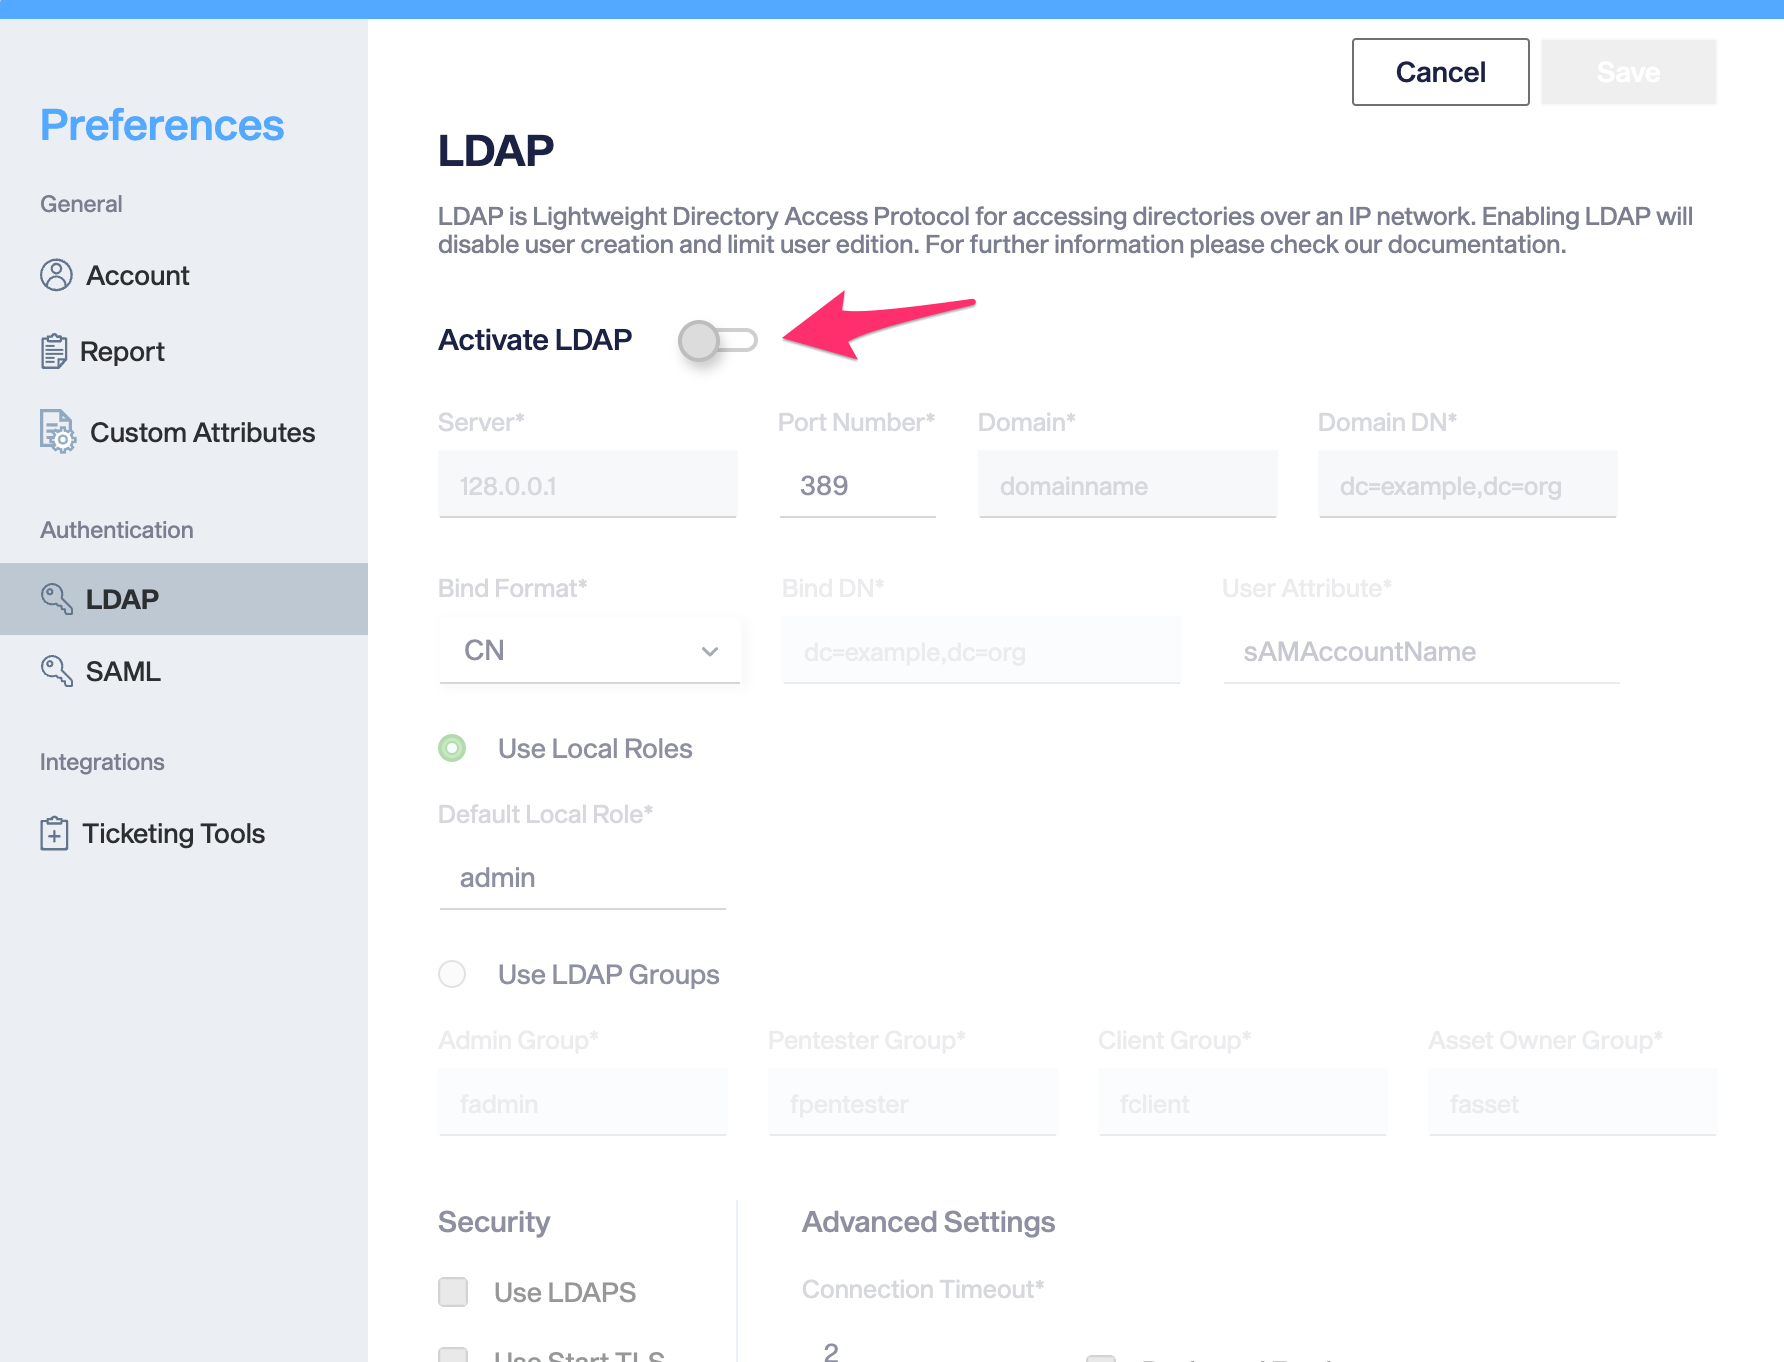 Cancel
Save
Preferences
General
Account
Report
Custom Attributes
Authentication
LDAP
SAML
Integrations
Ticketing Tools
LDAP
LDAP is Lightweight Directory Access Protocol for accessing directories over an IP network. Enabling LDAP will
disable user creation and limit user edition. For further information please check our documentation.
Activate LDAP
Server* Port Number* Domain* Domain DN*
128.0.0.1 389 domainname dc=example,dc=org
Bind Format* Bind DN* User Attribute*
CN dc=example,dc=org sAMAccountName
Use Local Roles
Default Local Role*
admin
Use LDAP Groups
Admin Group* Pentester Group* Client Group* Asset Owner Group*
fadmin fpentester fclient fasset
Security Advanced Settings
Use LDAPS Connection Timeout*
Use Start TLS 2